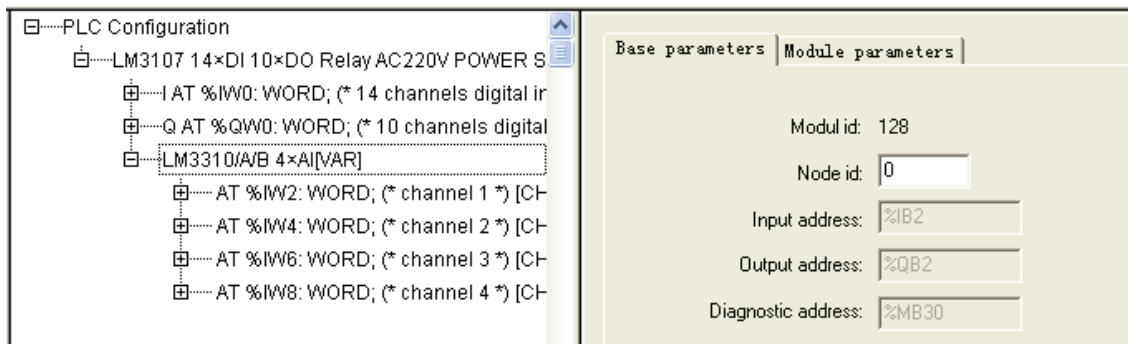 PLC Configuration
LM3107 14×DI 10×DO Relay AC220V POWER S
I AT %IW0: WORD; (* 14 channels digital ir
Q AT %QW0: WORD; (* 10 channels digital
LM3310/A/B 4×AI[VAR]
AT %IW2: WORD; (* channel 1 *) [CH
AT %IW4: WORD; (* channel 2 *) [CH
AT %IW6: WORD; (* channel 3 *) [CH
AT %IW8: WORD; (* channel 4 *) [CH
Base parameters Module parameters
Modul id: 128
Node id: 0
Input address: %IB2
Output address: %QB2
Diagnostic address: %MB30